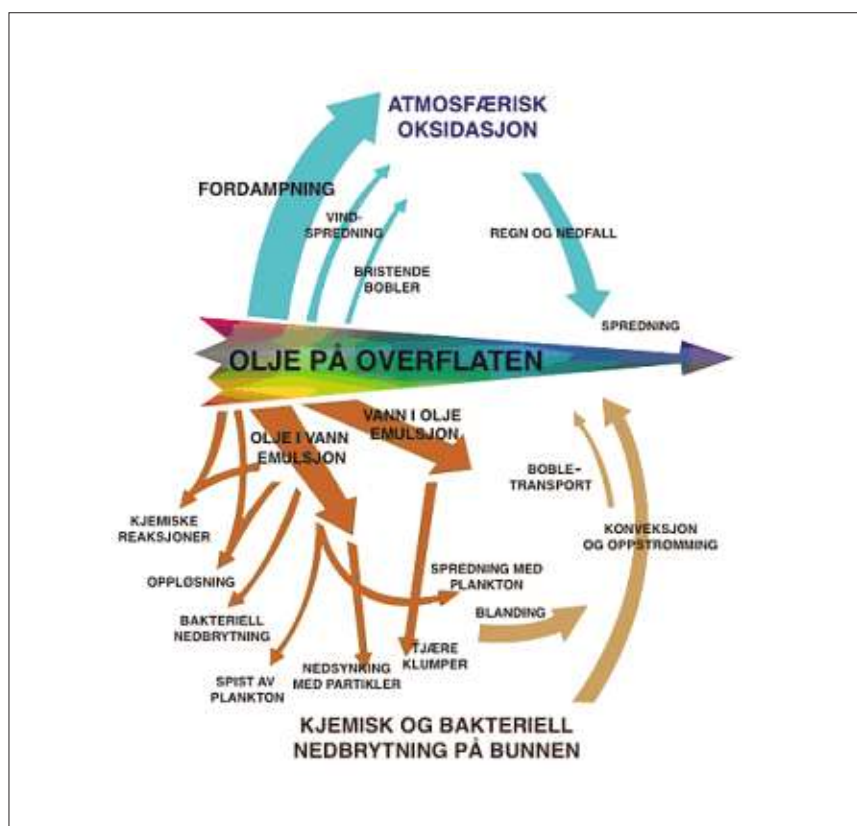 ATMOSFÆRISK
OKSIDASJON
FORDAMPNING
VIND-
SPREDNING
REGN OG NEDFALL
BRISTENDE
BOBLER
SPREDNING
OLJE PÅ OVERFLATEN
VANN I OLJE
EMULSJON
OLJE I VANN
EMULSJON
BOBLE-
TRANSPORT
KJEMISKE
REAKSJONER
KONVEKSJON
OG OPPSTRØMMING
OPPLØSNING
SPREDNING MED
PLANKTON
BAKTERIELL
NEDBRYTNING
BLANDING
TJÆRE
KLUMPER
SPIST AV
PLANKTON
NEDSYNKING
MED PARTIKLER
KJEMISK OG BAKTERIELL
NEDBRYTNING PÅ BUNNEN